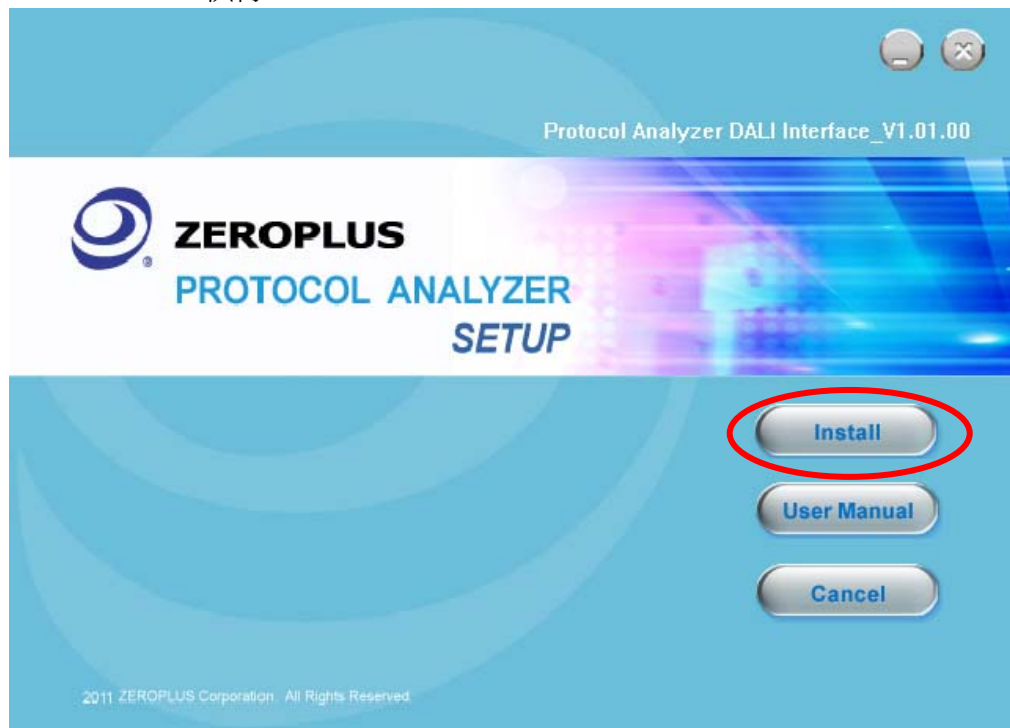 Protocol Analyzer DALI Interface_V1.01.00
ZEROPLUS
PROTOCOL ANALYZER
SETUP
Install
User Manual
Cancel
2011 ZEROPLUS Corporation. All Rights Reserved.